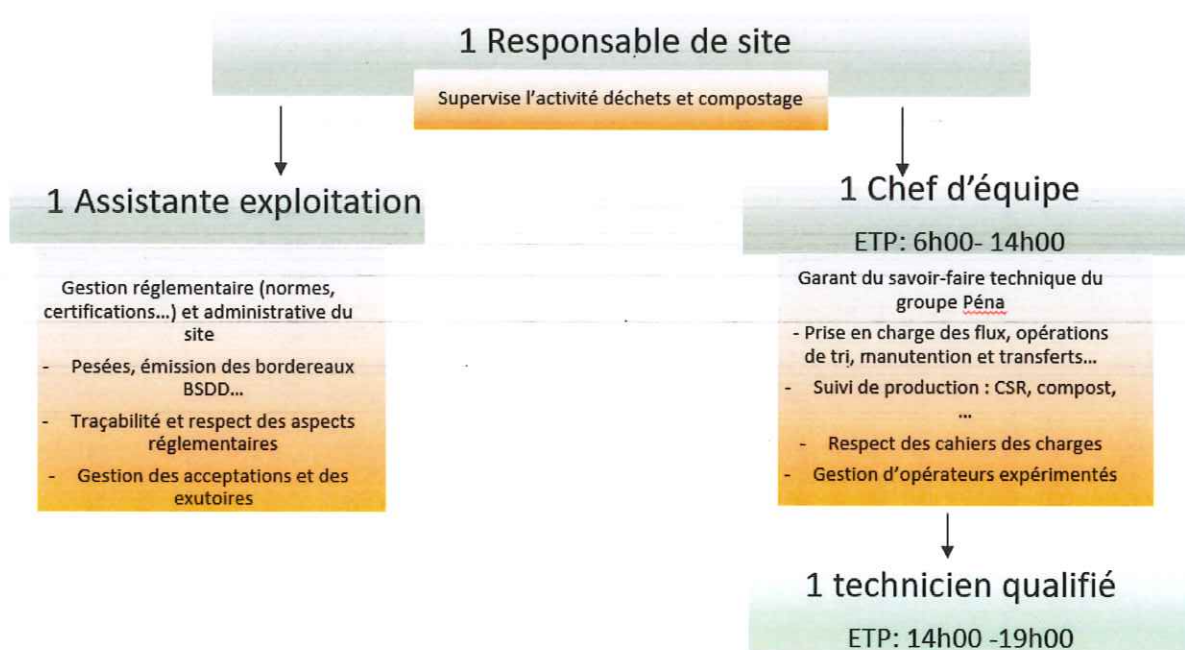 1 Responsable de site
Supervise l'activité déchets et compostage
1 Assistante exploitation
Gestion réglementaire (normes,
certifications...) et administrative du
site
- Pesées, émission des bordereaux
BSDD...
- Traçabilité et respect des aspects
réglementaires
- Gestion des acceptations et des
exutoires
1 Chef d'équipe
ETP: 6h00- 14h00
Garant du savoir-faire technique du
groupe Péna
- Prise en charge des flux, opérations
de tri, manutention et transferts...
- Suivi de production : CSR, compost,
...
- Respect des cahiers des charges
- Gestion d'opérateurs expérimentés
1 technicien qualifié
ETP: 14h00 -19h00